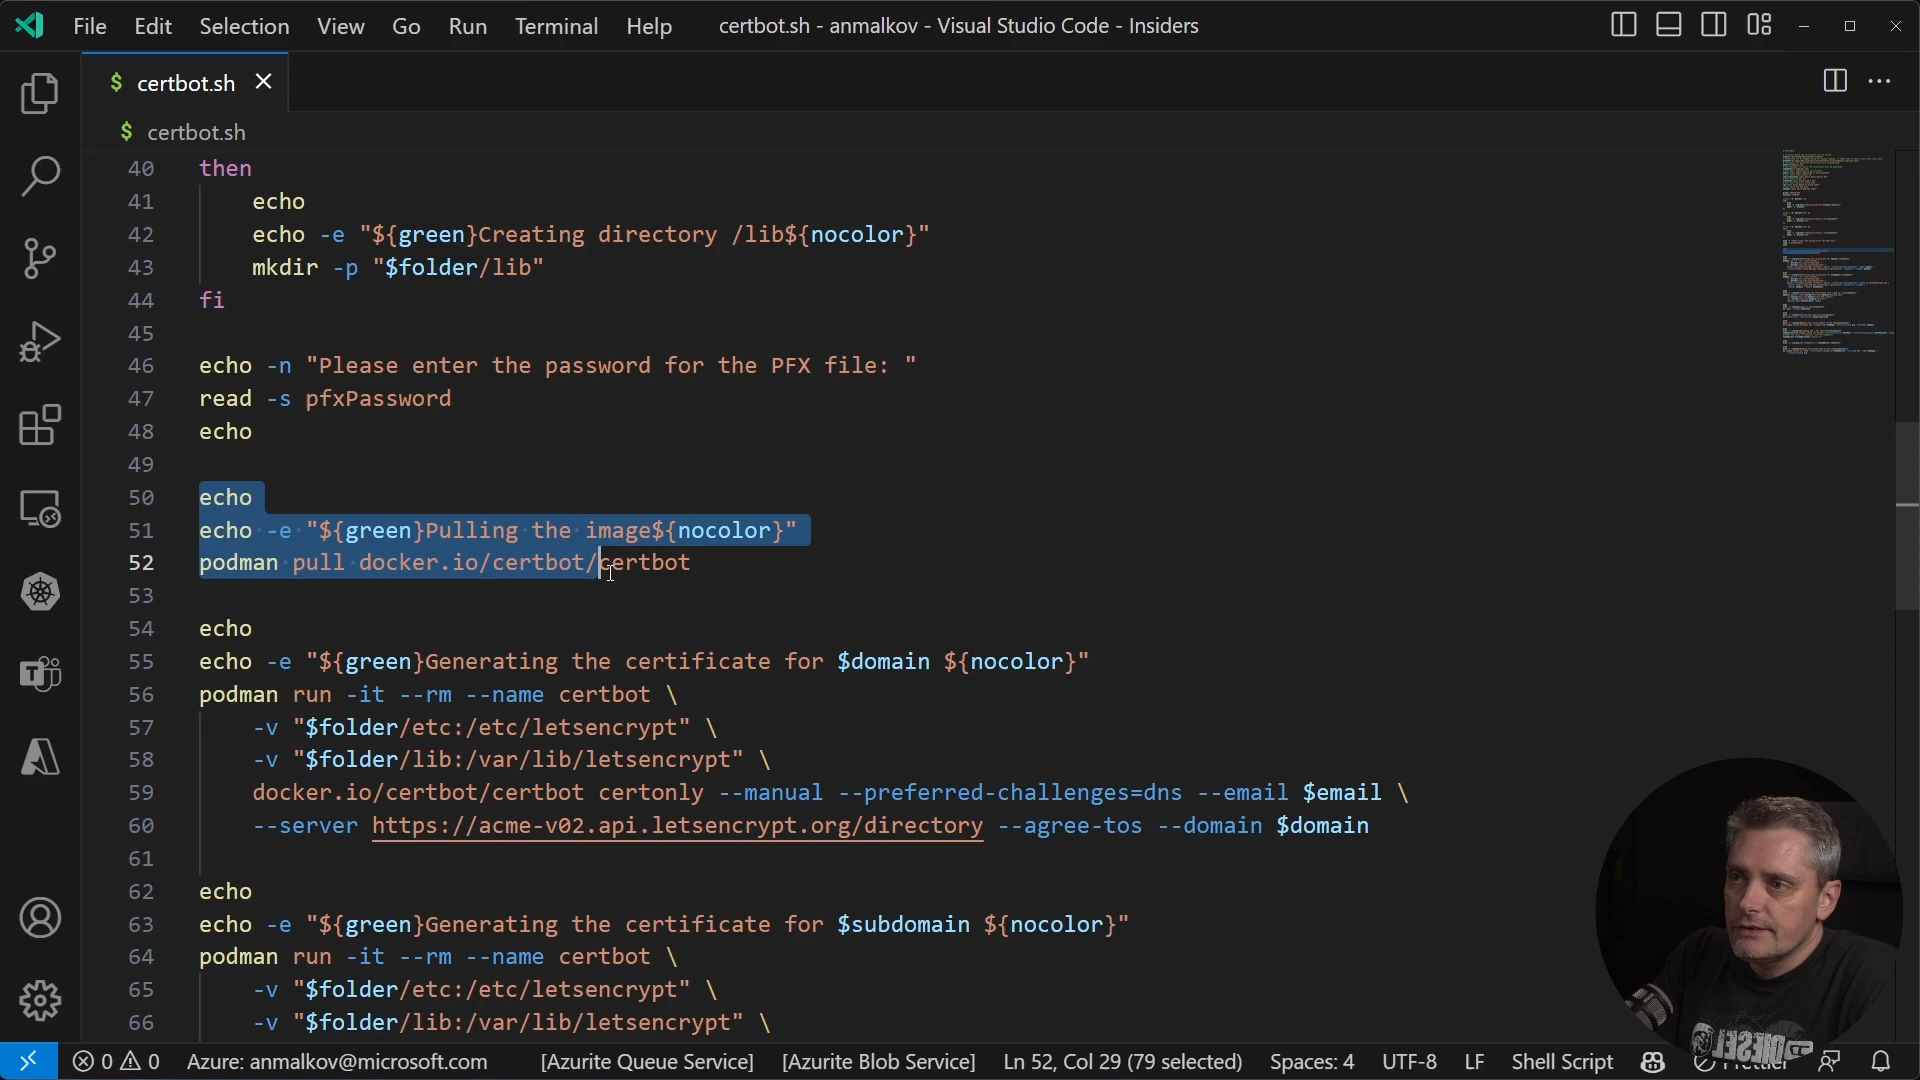 File Edit Selection View Go Run Terminal Help certbot.sh - anmalkov - Visual Studio Code - Insiders
$ certbot.sh
$ certbot.sh
40 then
41 echo
42 echo -e "${green}Creating directory /lib${nocolor}"
43 mkdir -p "$folder/lib"
44 fi
45
46 echo -n "Please enter the password for the PFX file: "
47 read -s pfxPassword
48 echo
49
50 echo
51 echo -e "${green}Pulling the image${nocolor}"
52 podman pull docker.io/certbot/certbot
53
54 echo
55 echo -e "${green}Generating the certificate for $domain ${nocolor}"
56 podman run -it --rm --name certbot \
57 -v "$folder/etc:/etc/letsencrypt" \
58 -v "$folder/lib:/var/lib/letsencrypt" \
59 docker.io/certbot/certbot certonly --manual --preferred-challenges=dns --email $email \
60 --server https://acme-v02.api.letsencrypt.org/directory --agree-tos --domain $domain
61
62 echo
63 echo -e "${green}Generating the certificate for $subdomain ${nocolor}"
64 podman run -it --rm --name certbot \
65 -v "$folder/etc:/etc/letsencrypt" \
66 -v "$folder/lib:/var/lib/letsencrypt" \
0 0 Azure: anmalkov@microsoft.com [Azurite Queue Service] [Azurite Blob Service] Ln 52, Col 29 (79 selected) Spaces: 4 UTF-8 LF Shell Script Prettier
DIESEL